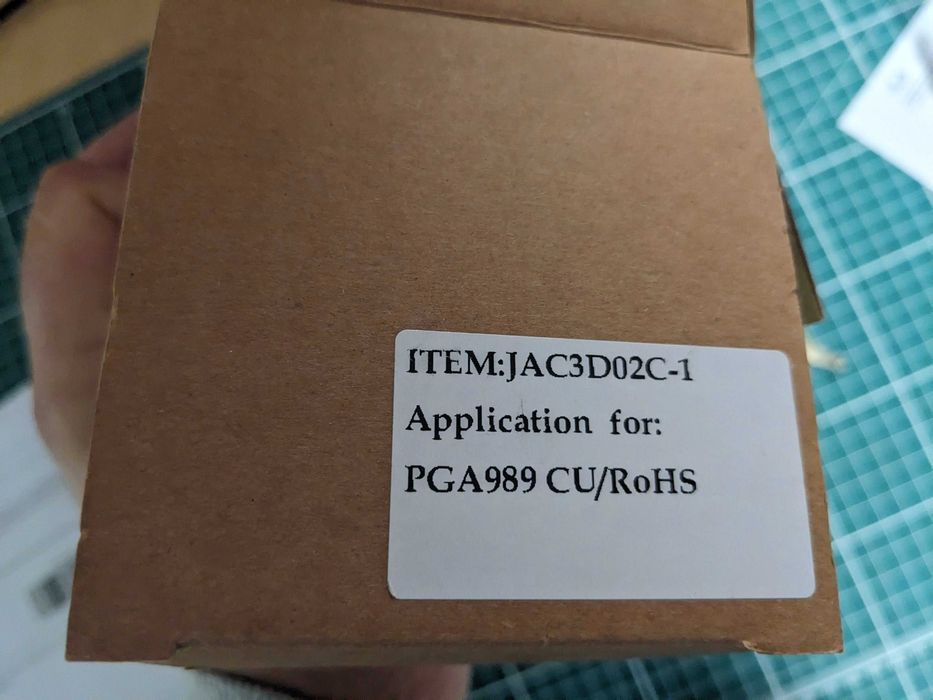 ITEM:JAC3D02C-1
Application for:
PGA989 CU/RoHS